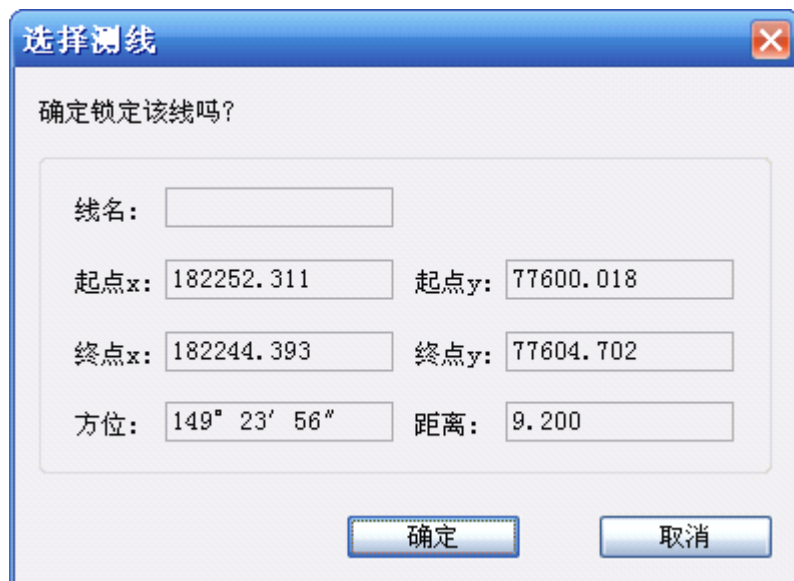 选择测线
确定锁定该线吗?
线名:
起点x: 182252.311 起点y: 77600.018
终点x: 182244.393 终点y: 77604.702
方位: 149° 23′ 56″ 距离: 9.200
确定 取消